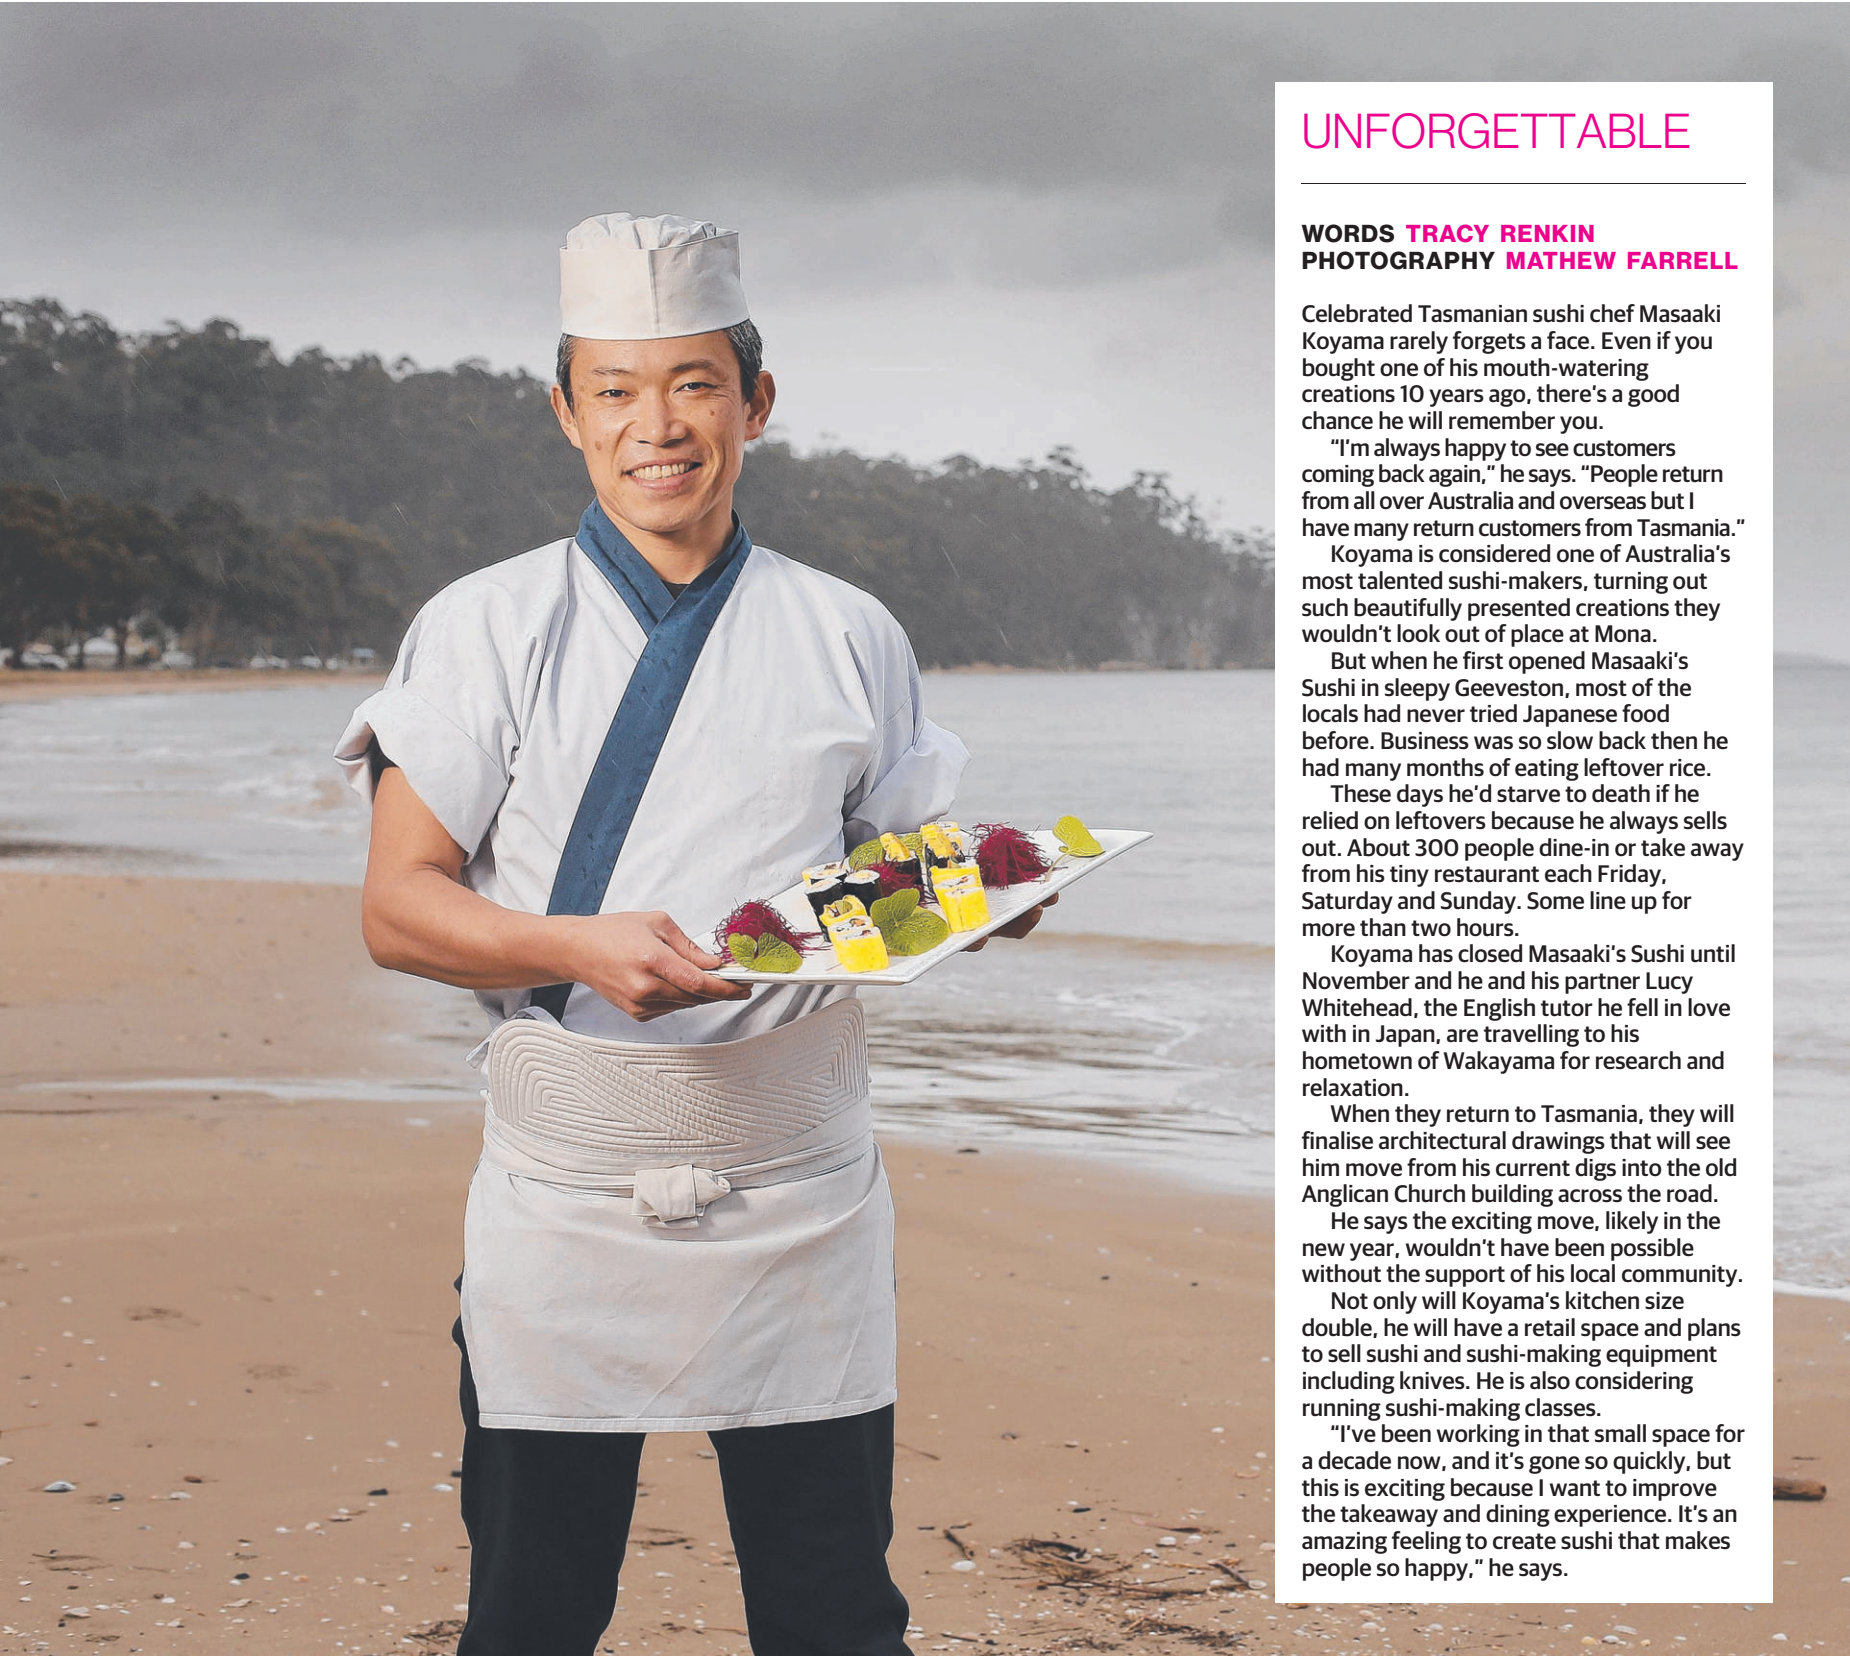 UNFORGETTABLE
WORDS TRACY RENKIN
PHOTOGRAPHY MATHEW FARRELL
Celebrated Tasmanian sushi chef Masaaki
Koyama rarely forgets a face. Even if you
bought one of his mouth-watering
creations 10 years ago, there's a good
chance he will remember you.
"I'm always happy to see customers
coming back again," he says. "People return
from all over Australia and overseas but I
have many return customers from Tasmania."
Koyama is considered one of Australia's
most talented sushi-makers, turning out
such beautifully presented creations they
wouldn't look out of place at Mona.
But when he first opened Masaaki's
Sushi in sleepy Geeveston, most of the
locals had never tried Japanese food
before. Business was so slow back then he
had many months of eating leftover rice.
These days he'd starve to death if he
relied on leftovers because he always sells
out. About 300 people dine-in or take away
from his tiny restaurant each Friday,
Saturday and Sunday. Some line up for
more than two hours.
Koyama has closed Masaaki's Sushi until
November and he and his partner Lucy
Whitehead, the English tutor he fell in love
with in Japan, are travelling to his
hometown of Wakayama for research and
relaxation.
When they return to Tasmania, they will
finalise architectural drawings that will see
him move from his current digs into the old
Anglican Church building across the road.
He says the exciting move, likely in the
new year, wouldn't have been possible
without the support of his local community.
Not only will Koyama's kitchen size
double, he will have a retail space and plans
to sell sushi and sushi-making equipment
including knives. He is also considering
running sushi-making classes.
"I've been working in that small space for
a decade now, and it's gone so quickly, but
this is exciting because I want to improve
the takeaway and dining experience. It's an
amazing feeling to create sushi that makes
people so happy," he says.